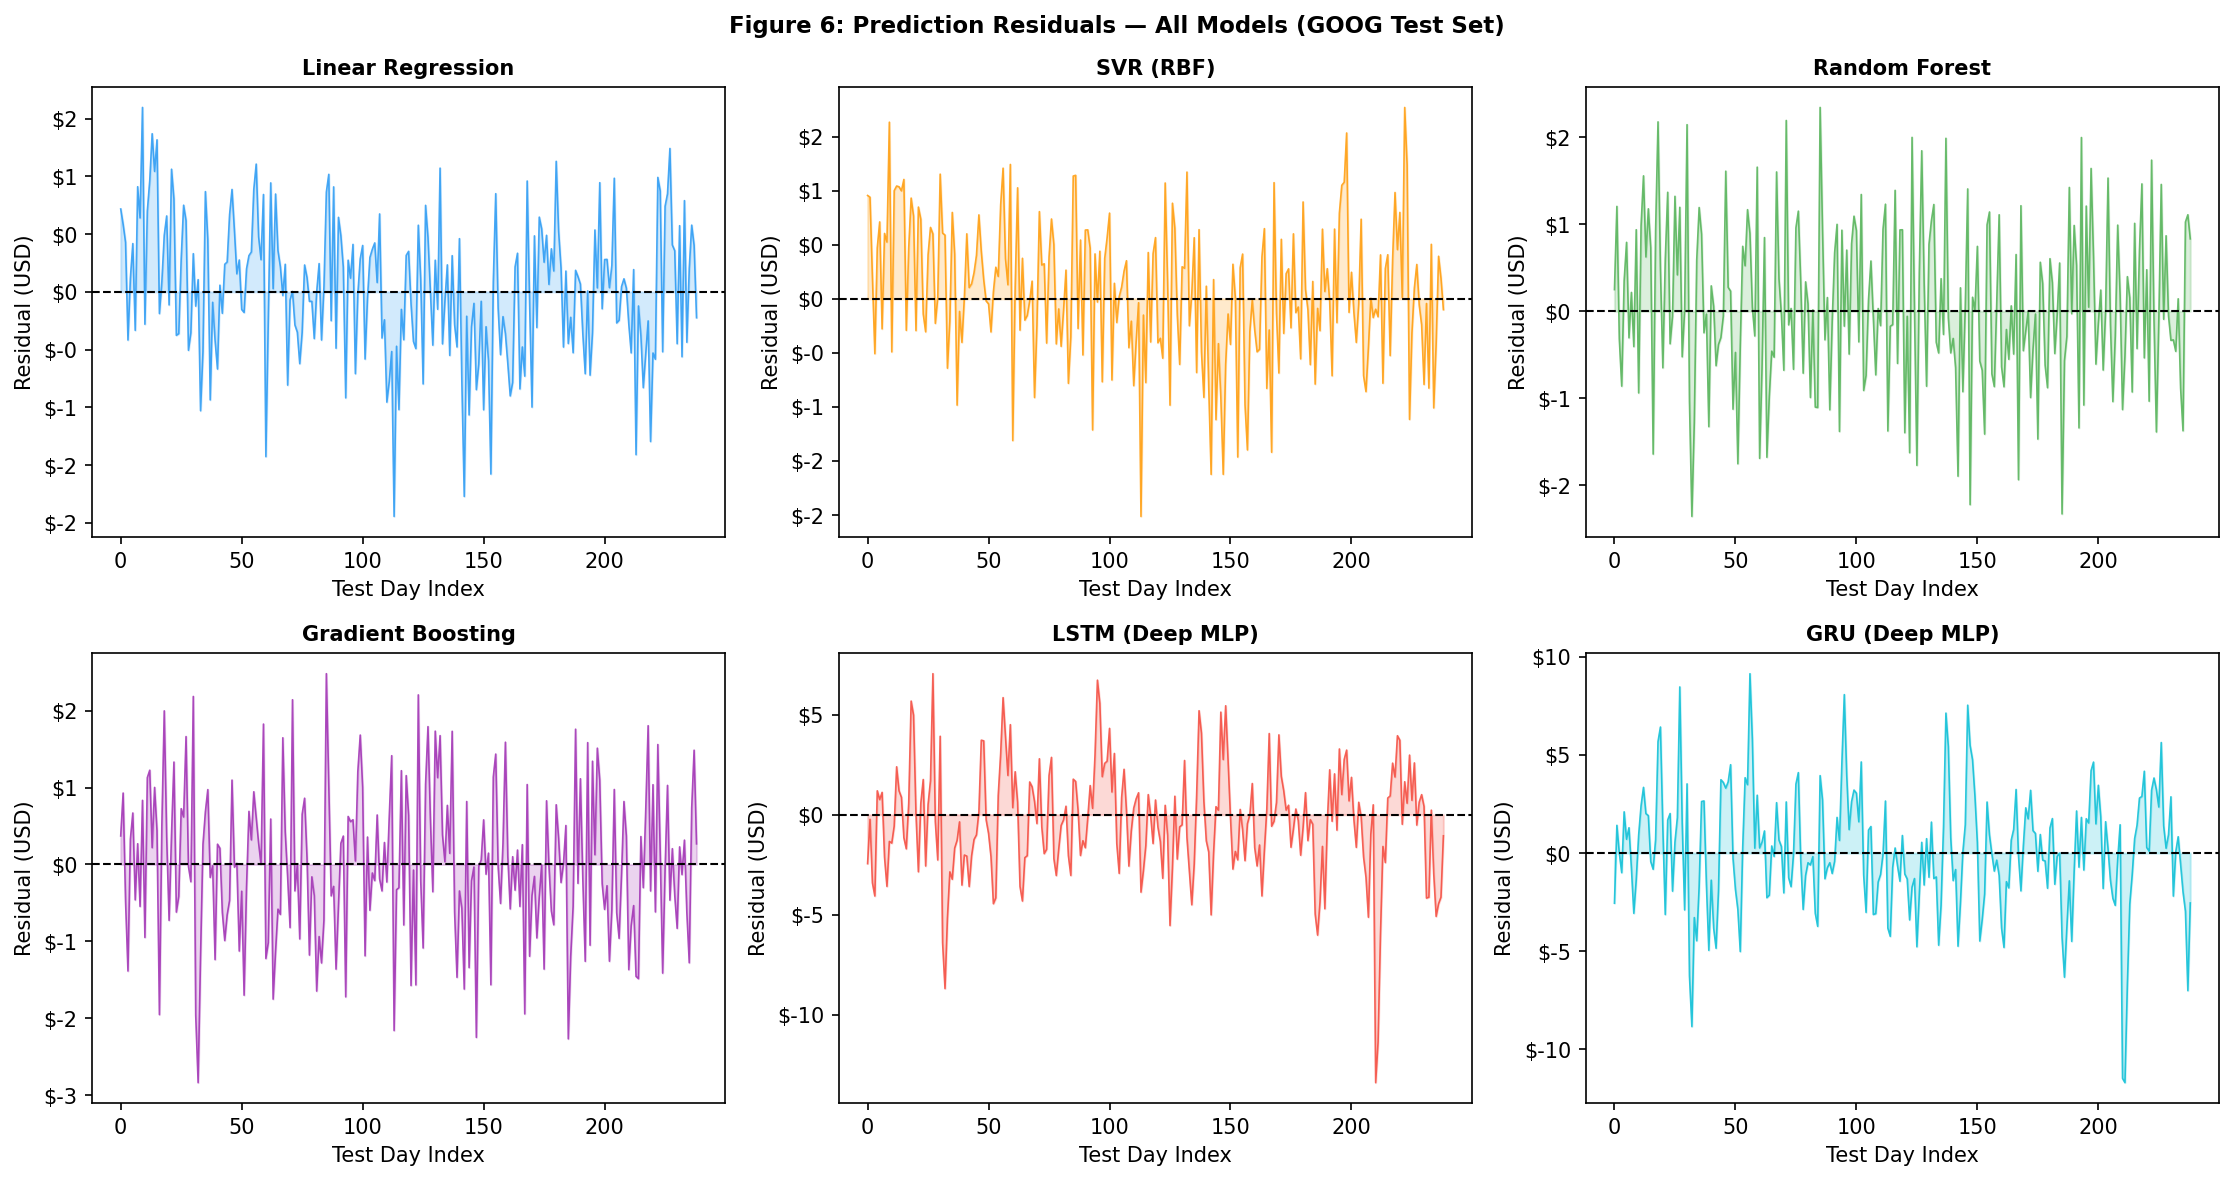 Figure 6: Prediction Residuals — All Models (GOOG Test Set)
Linear Regression
Residual (USD)
$2
$1
$0
$0
$-0
$-1
$-2
$-2
0 50 100 150 200
Test Day Index
SVR (RBF)
Residual (USD)
$2
$1
$0
$0
$-0
$-1
$-2
$-2
0 50 100 150 200
Test Day Index
Random Forest
Residual (USD)
$2
$1
$0
$-1
$-2
0 50 100 150 200
Test Day Index
Gradient Boosting
Residual (USD)
$2
$1
$0
$-1
$-2
$-3
0 50 100 150 200
Test Day Index
LSTM (Deep MLP)
Residual (USD)
$5
$0
$-5
$-10
0 50 100 150 200
Test Day Index
GRU (Deep MLP)
Residual (USD)
$10
$5
$0
$-5
$-10
0 50 100 150 200
Test Day Index